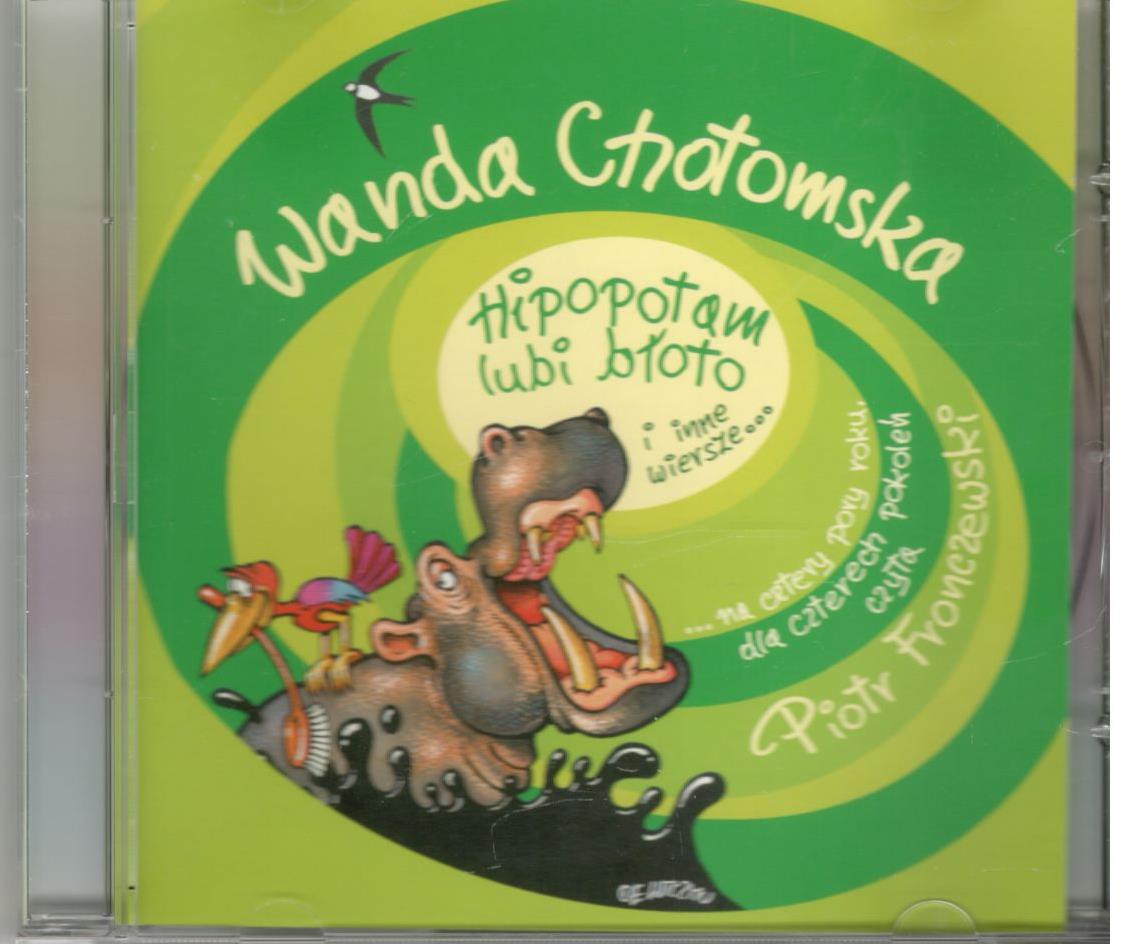 Wanda Chotomska
Hipopotam
lubi błoto
i inne
wiersze...
...na cztery pory roku,
dla czterech pokoleń
czyta
Piotr Fronczewski